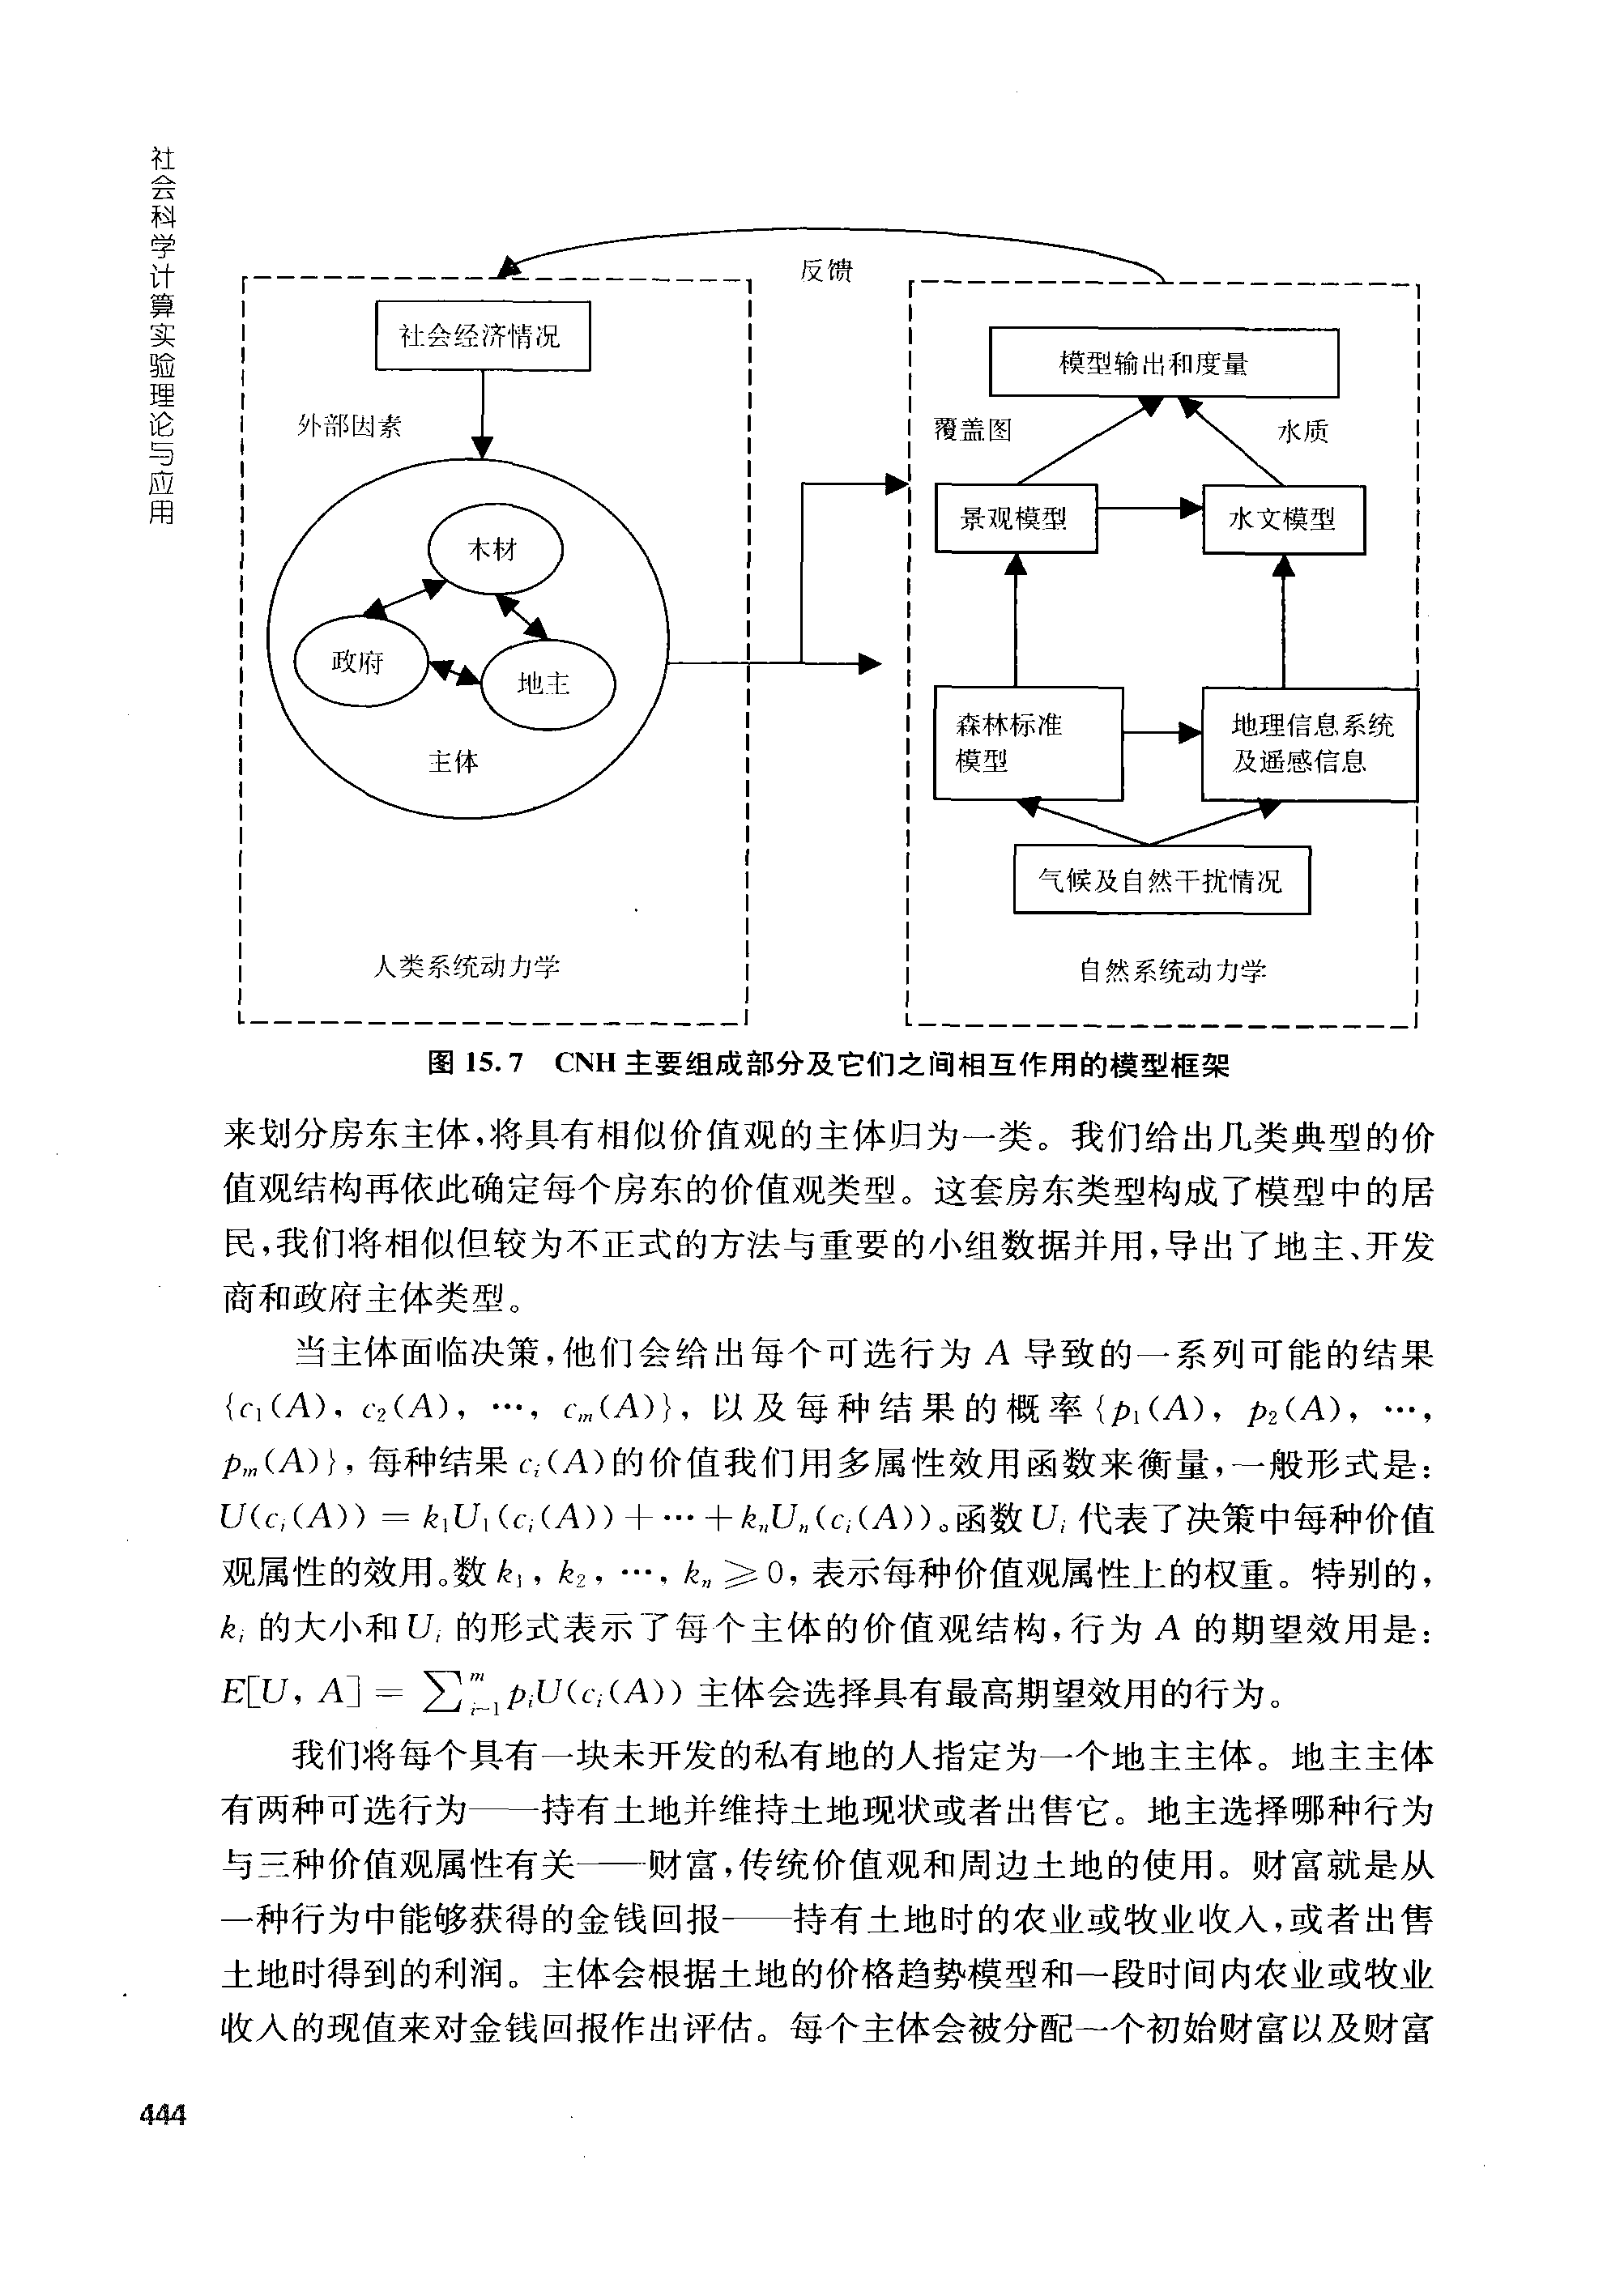 社会科学计算实验理论与应用
反馈
社会经济情况
外部因素
木材
政府
地主
主体
人类系统动力学
模型输出和度量
覆盖图
水质
景观模型
水文模型
森林标准
模型
地理信息系统
及遥感信息
气候及自然干扰情况
自然系统动力学
图 15.7 CNH 主要组成部分及它们之间相互作用的模型框架
来划分房东主体,将具有相似价值观的主体归为一类。我们给出几类典型的价
值观结构再依此确定每个房东的价值观类型。这套房东类型构成了模型中的居
民,我们将相似但较为不正式的方法与重要的小组数据并用,导出了地主、开发
商和政府主体类型。
当主体面临决策,他们会给出每个可选行为 A 导致的一系列可能的结果
{c₁(A), c₂(A), …, cₘ(A)}, 以及每种结果的概率{p₁(A), p₂(A), …,
pₘ(A)}, 每种结果 cᵢ(A)的价值我们用多属性效用函数来衡量,一般形式是:
U(cᵢ(A)) = k₁U₁(cᵢ(A))+…+kₙUₙ(cᵢ(A))。函数 Uᵢ 代表了决策中每种价值
观属性的效用。数 k₁, k₂, …, kₙ ≥ 0, 表示每种价值观属性上的权重。特别的,
kᵢ 的大小和 Uᵢ 的形式表示了每个主体的价值观结构,行为 A 的期望效用是:
E[U, A] = ∑ᵐᵢ₌₁ pᵢU(cᵢ(A)) 主体会选择具有最高期望效用的行为。
我们将每个具有一块未开发的私有地的人指定为一个地主主体。地主主体
有两种可选行为——持有土地并维持土地现状或者出售它。地主选择哪种行为
与三种价值观属性有关——财富,传统价值观和周边土地的使用。财富就是从
一种行为中能够获得的金钱回报——持有土地时的农业或牧业收入,或者出售
土地时得到的利润。主体会根据土地的价格趋势模型和一段时间内农业或牧业
收入的现值来对金钱回报作出评估。每个主体会被分配一个初始财富以及财富
444